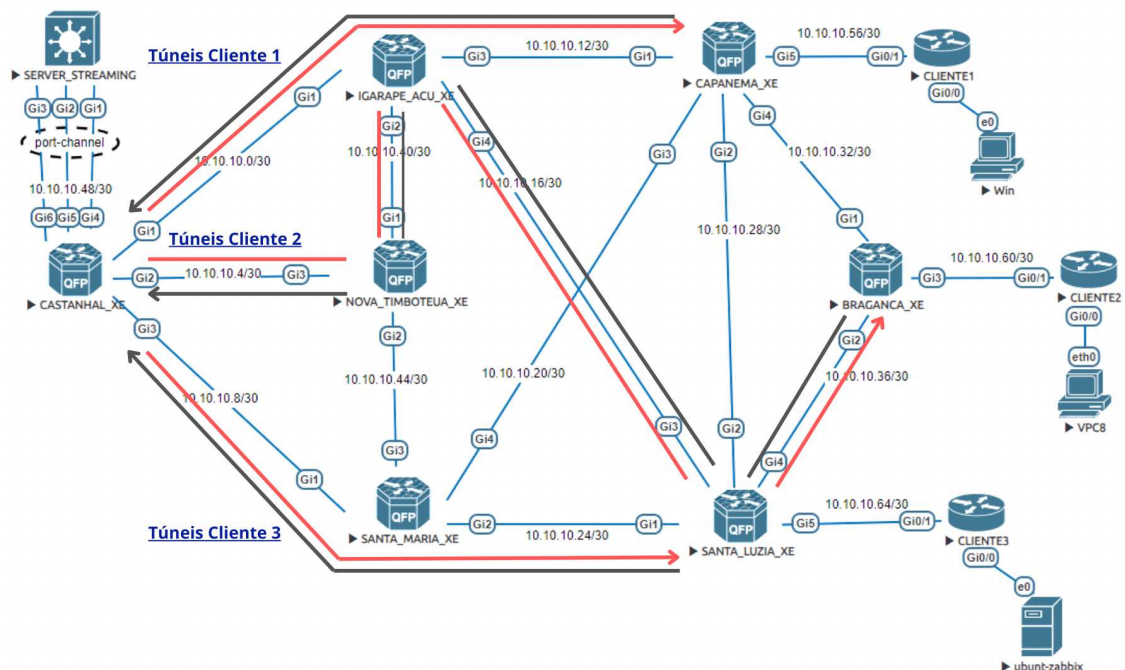 Túneis Cliente 1
SERVER_STREAMING
Gi3 Gi2 Gi1
port-channel
10.10.10.48/30
Gi6 Gi5 Gi4
QFP
CASTANHAL_XE
Gi1
10.10.10.0/30
Gi1
QFP
IGARAPE_ACU_XE
Gi3
10.10.10.12/30
Gi1
QFP
CAPANEMA_XE
Gi5
10.10.10.56/30
Gi0/1
CLIENTE1
Gi0/0
e0
Win
Gi2
10.10.10.40/30
Gi1
Gi4
10.10.10.16/30
Gi3
Gi3
10.10.10.20/30
Gi4
Gi2
10.10.10.28/30
Gi2
Gi4
10.10.10.32/30
Gi1
Túneis Cliente 2
Gi2
10.10.10.4/30
Gi3
QFP
NOVA_TIMBOTEUA_XE
QFP
BRAGANCA_XE
Gi3
10.10.10.60/30
Gi0/1
CLIENTE2
Gi0/0
eth0
VPC8
Gi3
10.10.10.8/30
Gi1
Gi2
10.10.10.44/30
Gi3
Gi2
10.10.10.36/30
Gi4
Túneis Cliente 3
QFP
SANTA_MARIA_XE
Gi2
10.10.10.24/30
Gi1
QFP
SANTA_LUZIA_XE
Gi5
10.10.10.64/30
Gi0/1
CLIENTE3
Gi0/0
e0
ubunt-zabbix